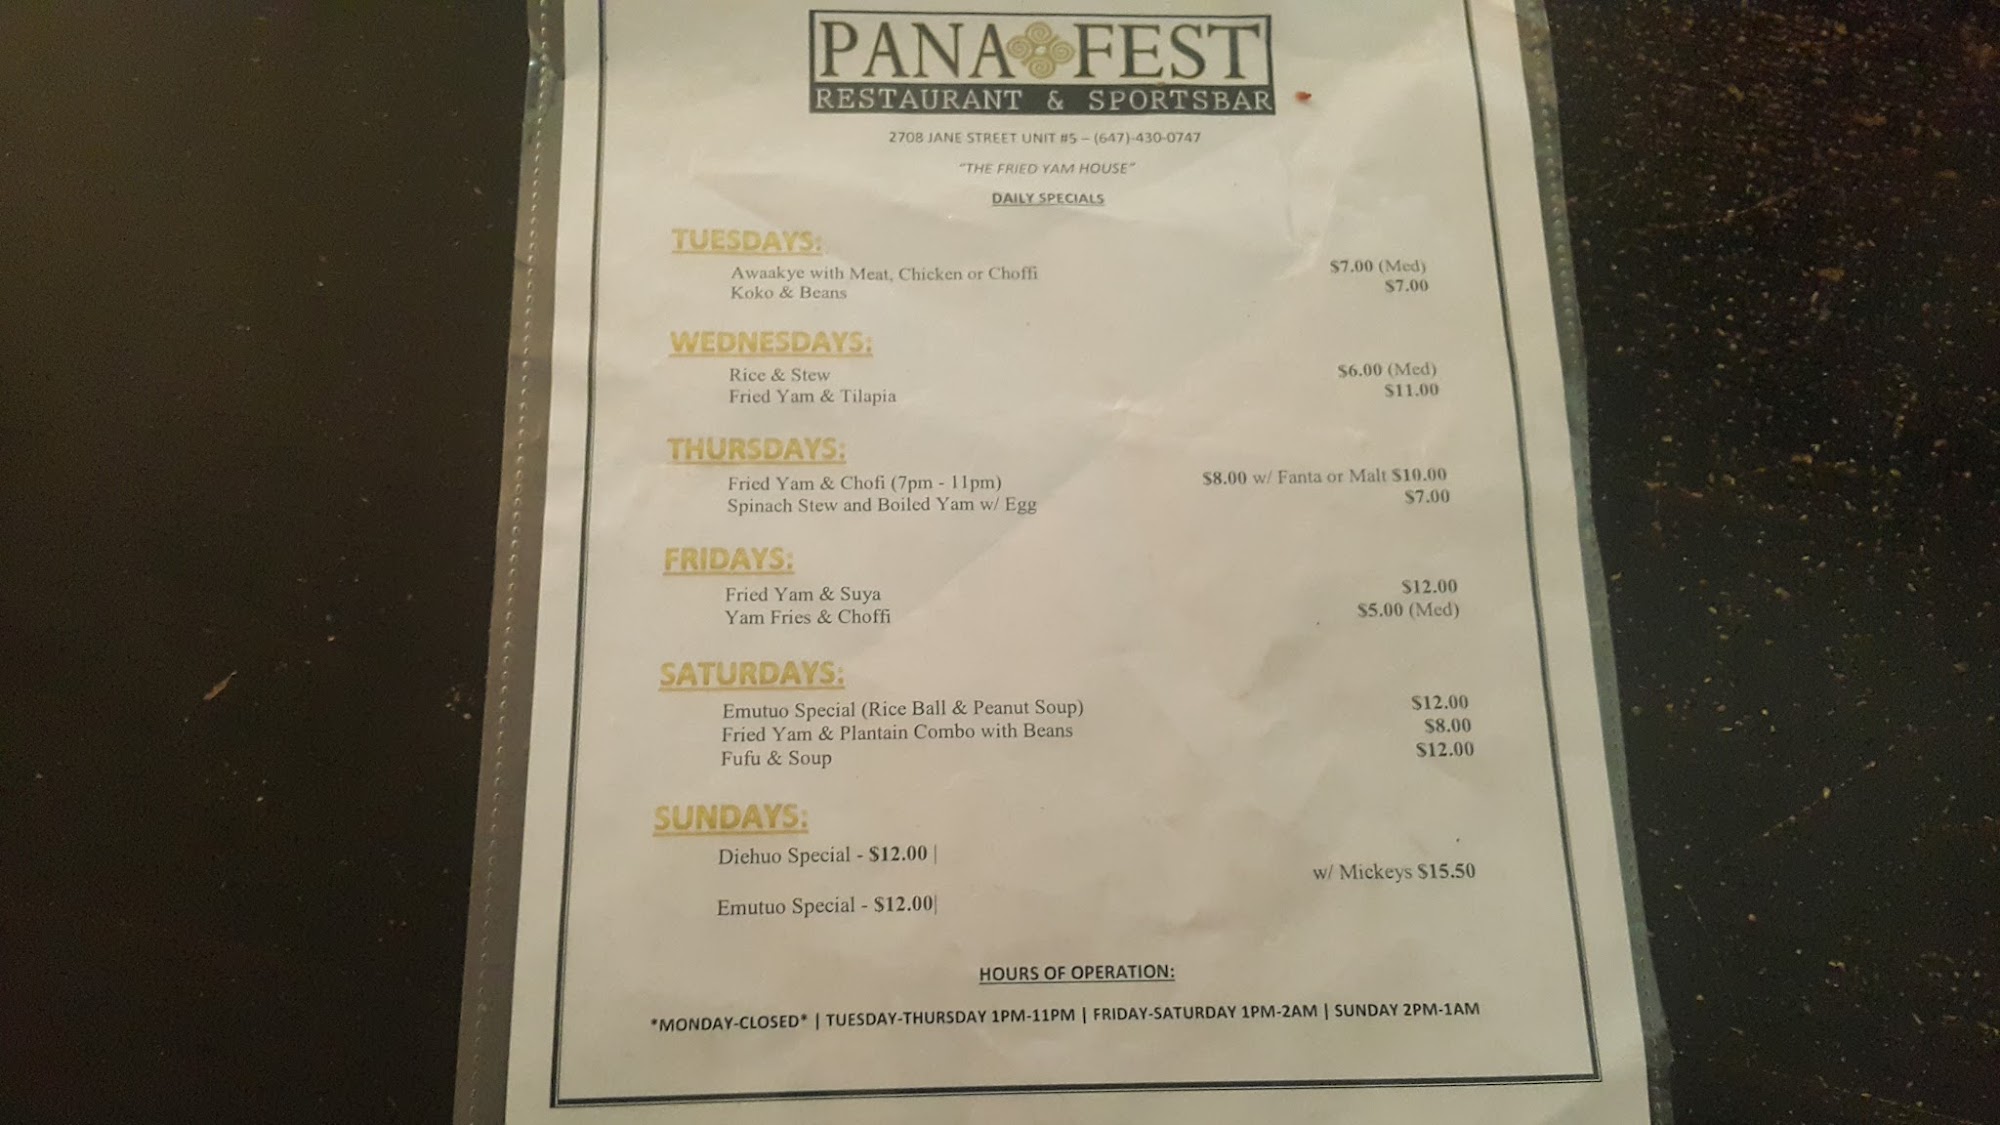 PANA FEST
RESTAURANT & SPORTSBAR
2708 JANE STREET UNIT #5 – (647)-430-0747
"THE FRIED YAM HOUSE"
DAILY SPECIALS
TUESDAYS:
Awaakye with Meat, Chicken or Choffi $7.00 (Med)
Koko & Beans $7.00
WEDNESDAYS:
Rice & Stew $6.00 (Med)
Fried Yam & Tilapia $11.00
THURSDAYS:
Fried Yam & Chofi (7pm - 11pm) $8.00 w/ Fanta or Malt $10.00
Spinach Stew and Boiled Yam w/ Egg $7.00
FRIDAYS:
Fried Yam & Suya $12.00
Yam Fries & Choffi $5.00 (Med)
SATURDAYS:
Emutuo Special (Rice Ball & Peanut Soup) $12.00
Fried Yam & Plantain Combo with Beans $8.00
Fufu & Soup $12.00
SUNDAYS:
Diehuo Special - $12.00 |
w/ Mickeys $15.50
Emutuo Special - $12.00|
HOURS OF OPERATION:
*MONDAY-CLOSED* | TUESDAY-THURSDAY 1PM-11PM | FRIDAY-SATURDAY 1PM-2AM | SUNDAY 2PM-1AM